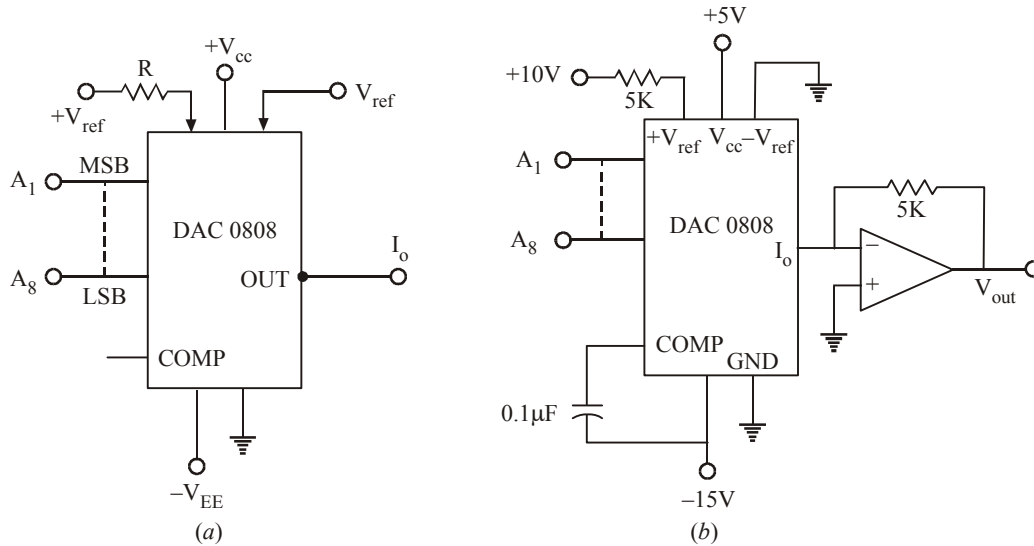 +V_cc
R
+V_ref
V_ref
A_1
MSB
DAC 0808
A_8
LSB
OUT
I_o
COMP
–V_EE
(a)
+5V
+10V
5K
+V_ref
V_cc
–V_ref
A_1
A_8
DAC 0808
I_o
5K
–
+
V_out
COMP
GND
0.1μF
–15V
(b)